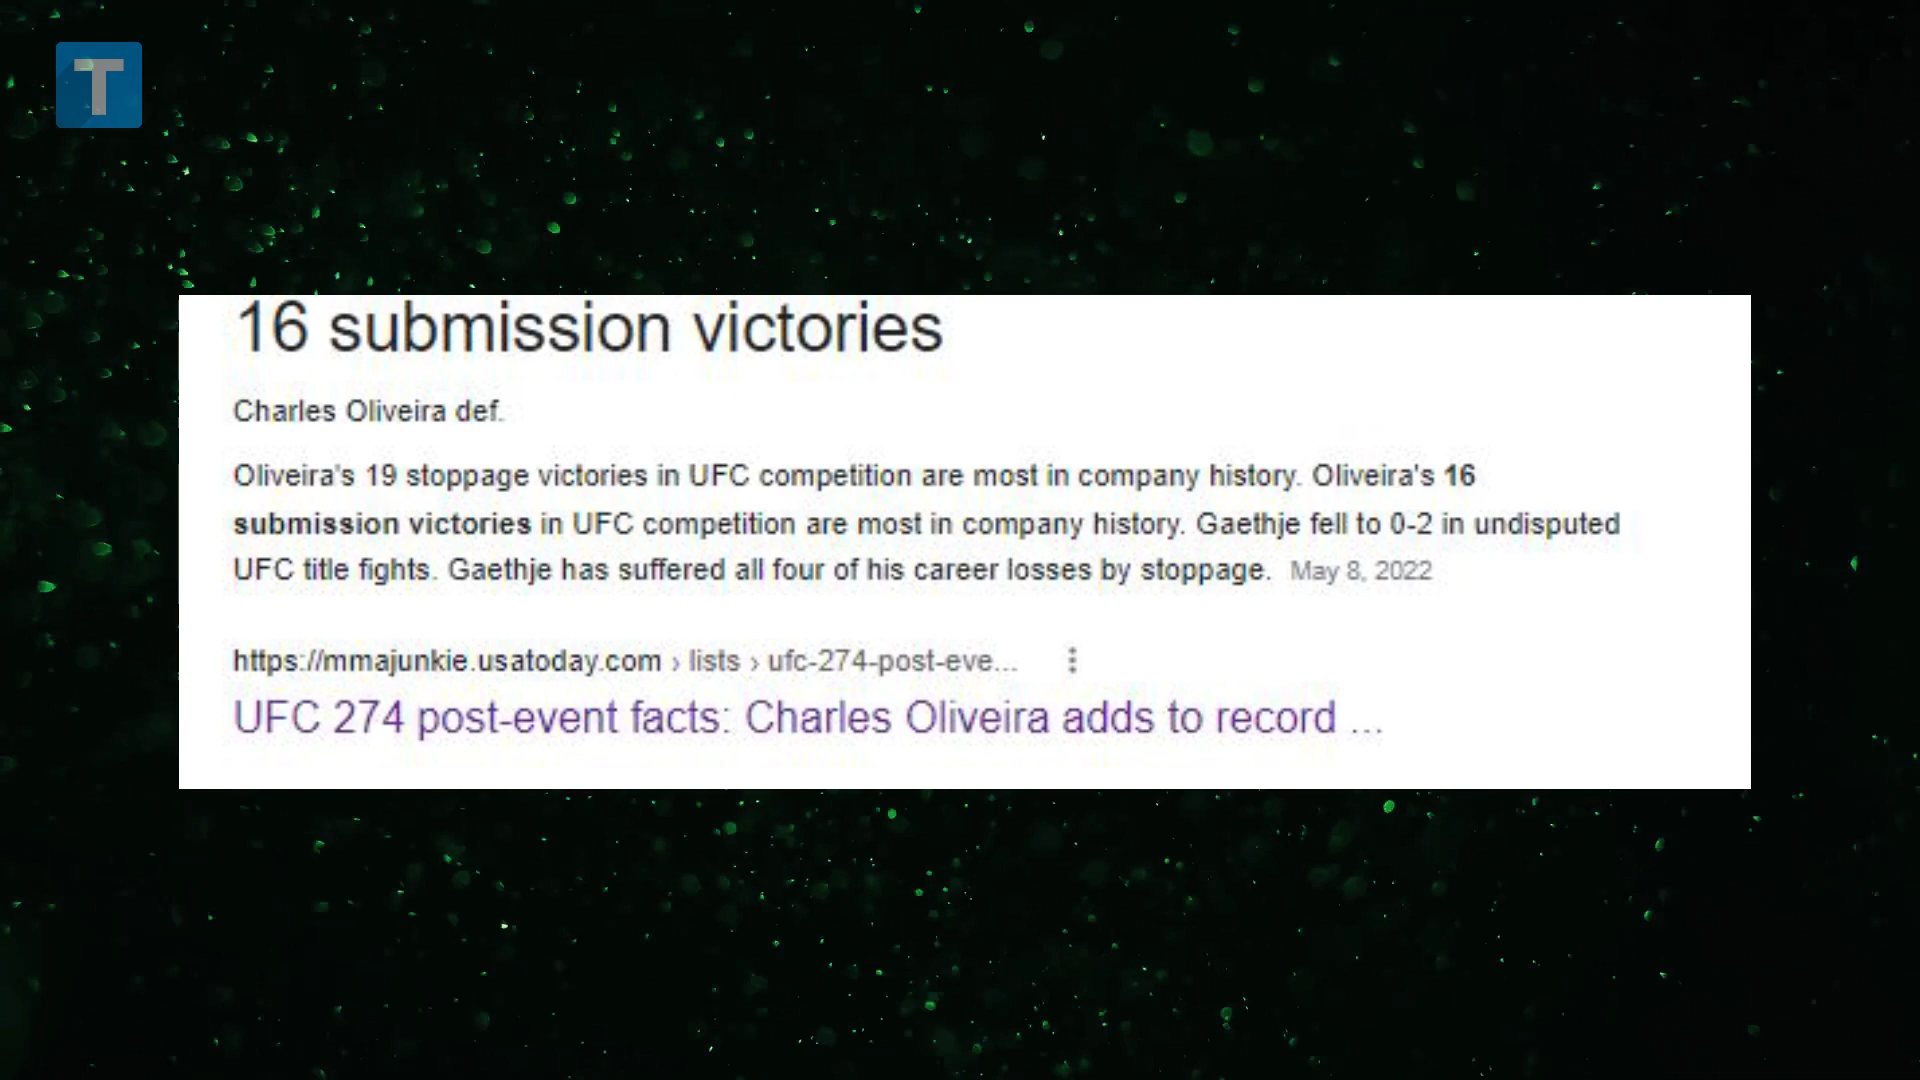 T
16 submission victories
Charles Oliveira def.
Oliveira's 19 stoppage victories in UFC competition are most in company history. Oliveira's 16
submission victories in UFC competition are most in company history. Gaethje fell to 0-2 in undisputed
UFC title fights. Gaethje has suffered all four of his career losses by stoppage. May 8, 2022
https://mmajunkie.usatoday.com › lists › ufc-274-post-eve...
UFC 274 post-event facts: Charles Oliveira adds to record ...